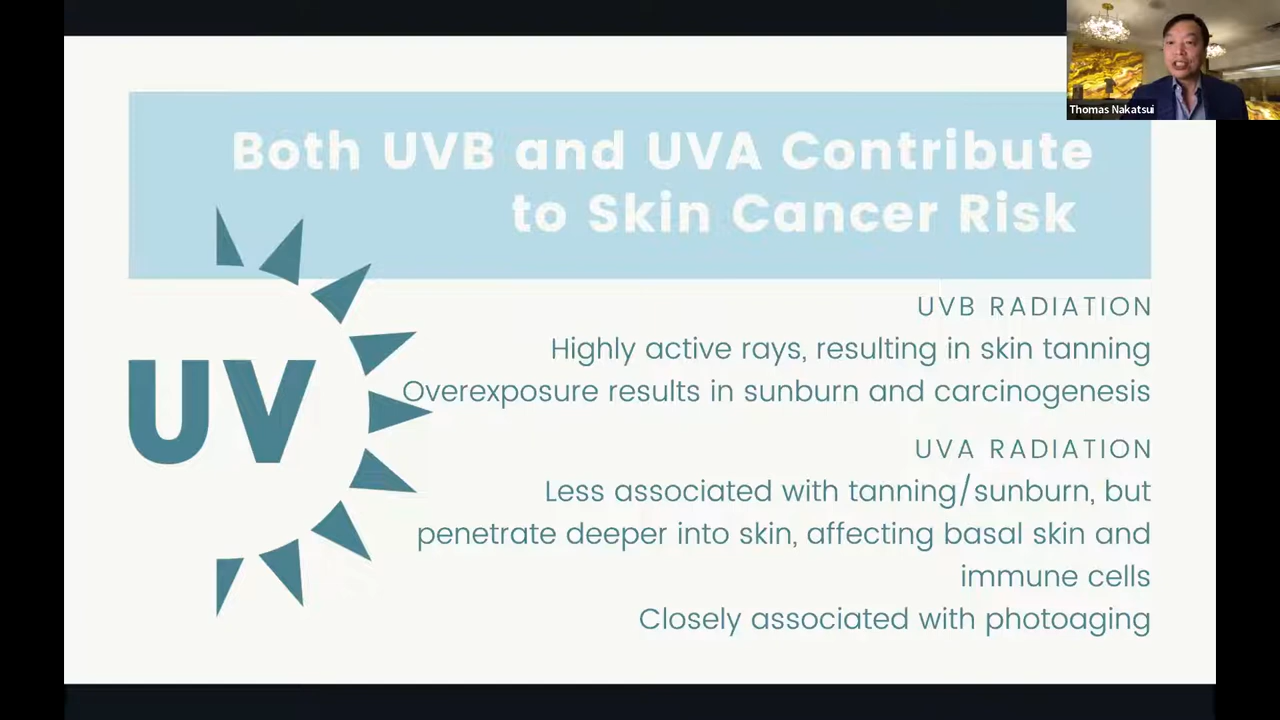 Thomas Nakatsui
Both UVB and UVA Contribute
to Skin Cancer Risk
UV
UVB RADIATION
Highly active rays, resulting in skin tanning
Overexposure results in sunburn and carcinogenesis
UVA RADIATION
Less associated with tanning/sunburn, but
penetrate deeper into skin, affecting basal skin and
immune cells
Closely associated with photoaging